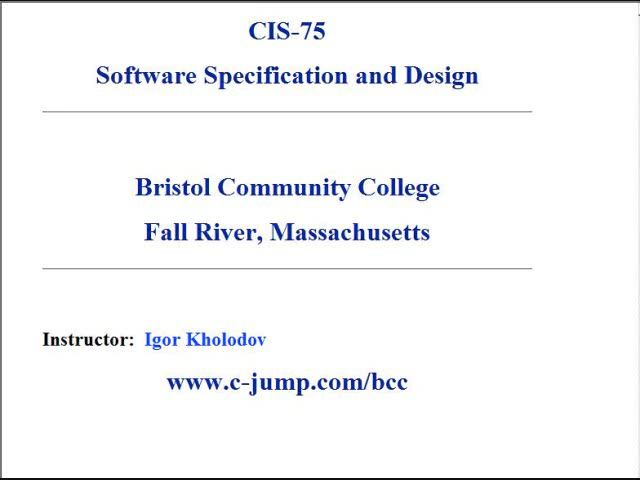 CIS-75
Software Specification and Design
Bristol Community College
Fall River, Massachusetts
Instructor: Igor Kholodov
www.c-jump.com/bcc